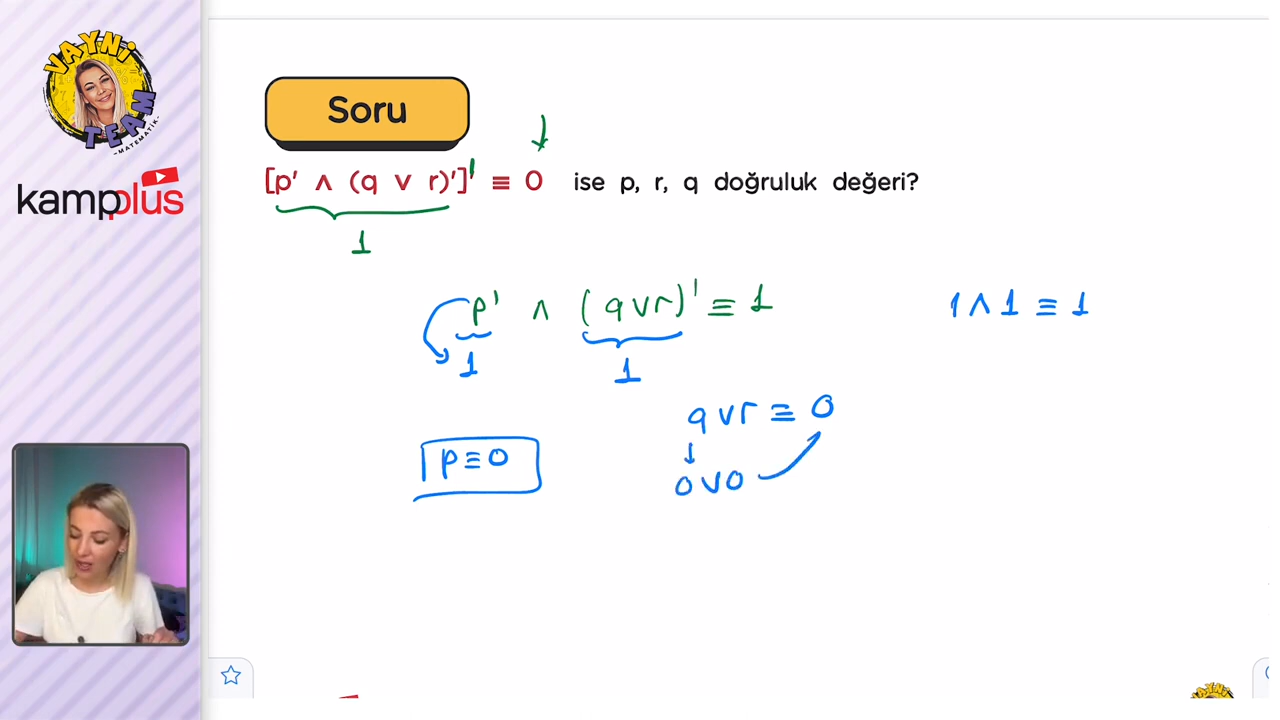 VAYNİ
TEAM
-MATEMATİK-
kampplus
Soru
[p' ∧ (q ∨ r)']' ≡ 0 ise p, r, q doğruluk değeri?
1
p' ∧ (q ∨ r)' ≡ 1
1 ∧ 1 ≡ 1
1 1
q ∨ r ≡ 0
p ≡ 0
0 ∨ 0